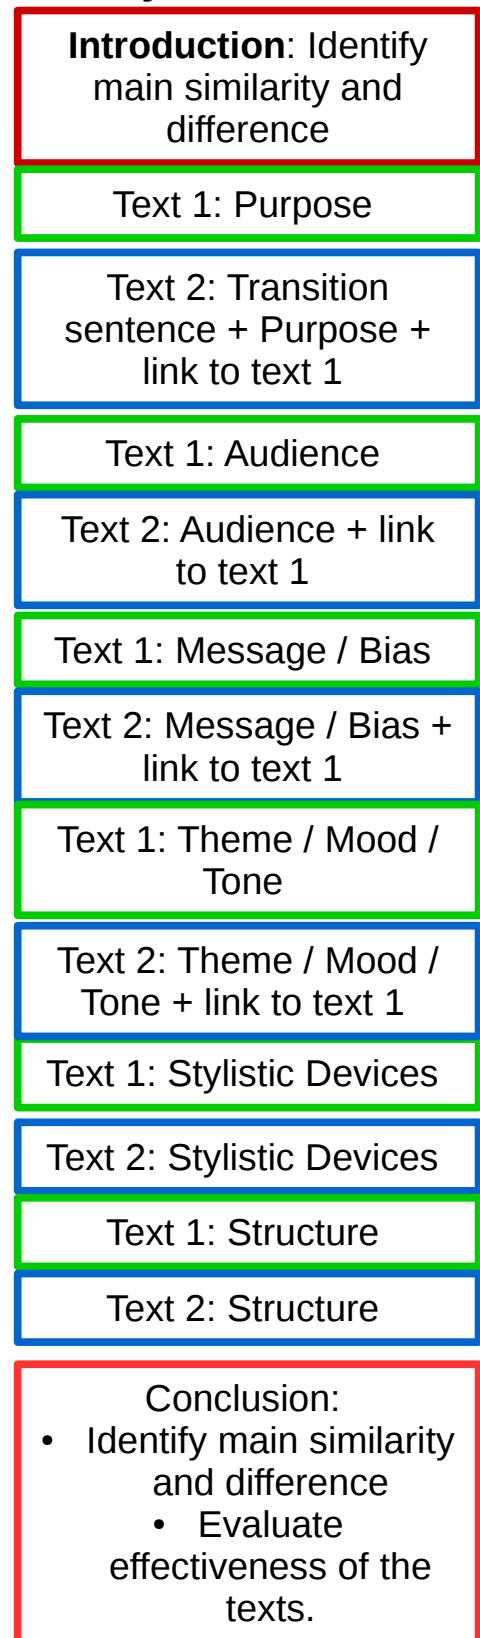 Introduction: Identify
main similarity and
difference
Text 1: Purpose
Text 2: Transition
sentence + Purpose +
link to text 1
Text 1: Audience
Text 2: Audience + link
to text 1
Text 1: Message / Bias
Text 2: Message / Bias +
link to text 1
Text 1: Theme / Mood /
Tone
Text 2: Theme / Mood /
Tone + link to text 1
Text 1: Stylistic Devices
Text 2: Stylistic Devices
Text 1: Structure
Text 2: Structure
Conclusion:
• Identify main similarity
and difference
• Evaluate
effectiveness of the
texts.